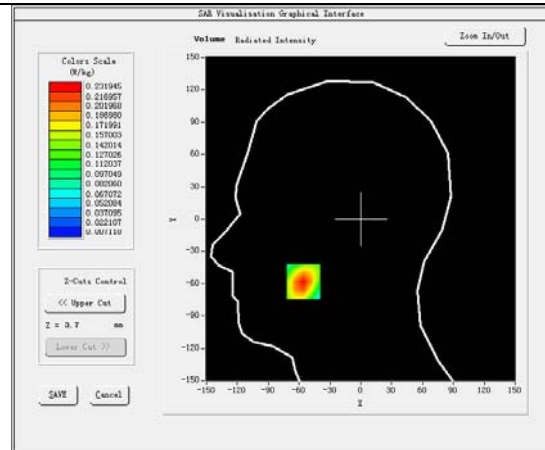 SAR Visualisation Graphical Interface
Volume Radiated Intensity
Zoom In/Out
Colors Scale
(W/kg)
0.231945
0.216957
0.201968
0.186980
0.171991
0.157003
0.142014
0.127026
0.112037
0.097049
0.082060
0.067072
0.052084
0.037095
0.022107
0.007110
Z-Cuts Control
<< Upper Cut
Z = 3.7 mm
Lower Cut >>
SAVE
Cancel
150
120
90
60
30
0
-30
-60
-90
-120
-150
Y
-150 -120 -90 -60 -30 0 30 60 90 120 150
X